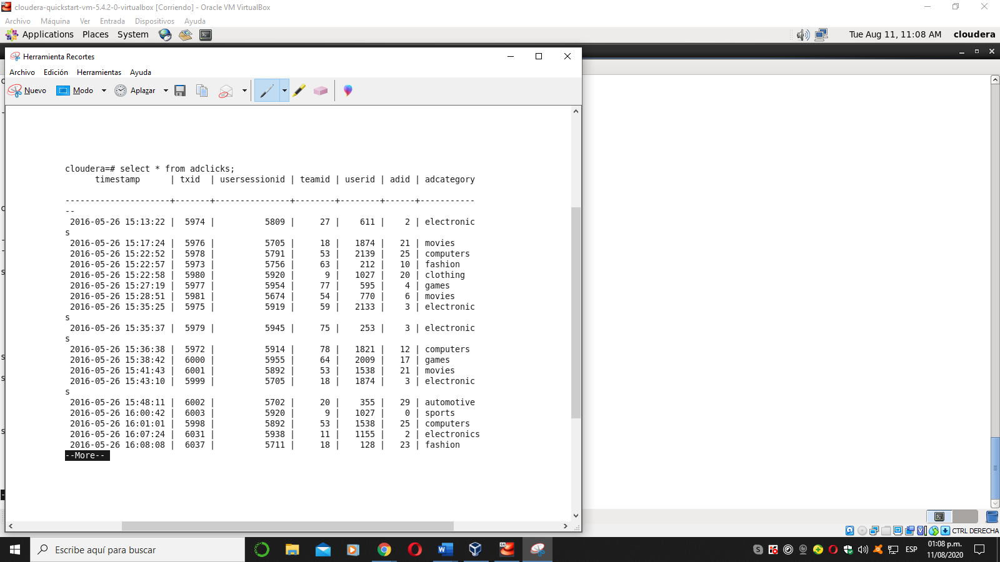 cloudera-quickstart-vm-5.4.2-0-virtualbox [Corriendo] - Oracle VM VirtualBox
Archivo Máquina Ver Entrada Dispositivos Ayuda
Applications Places System Tue Aug 11, 11:08 AM cloudera
Herramienta Recortes
Archivo Edición Herramientas Ayuda
Nuevo Modo Aplazar
cloudera=# select * from adclicks;
timestamp | txid | usersessionid | teamid | userid | adid | adcategory
---------------------+-------+---------------+--------+--------+------+-----------
--
2016-05-26 15:13:22 | 5974 | 5809 | 27 | 611 | 2 | electronic
s
2016-05-26 15:17:24 | 5976 | 5705 | 18 | 1874 | 21 | movies
2016-05-26 15:22:52 | 5978 | 5791 | 53 | 2139 | 25 | computers
2016-05-26 15:22:57 | 5973 | 5756 | 63 | 212 | 10 | fashion
2016-05-26 15:22:58 | 5980 | 5920 | 9 | 1027 | 20 | clothing
2016-05-26 15:27:19 | 5977 | 5954 | 77 | 595 | 4 | games
2016-05-26 15:28:51 | 5981 | 5674 | 54 | 770 | 6 | movies
2016-05-26 15:35:25 | 5975 | 5919 | 59 | 2133 | 3 | electronic
s
2016-05-26 15:35:37 | 5979 | 5945 | 75 | 253 | 3 | electronic
s
2016-05-26 15:36:38 | 5972 | 5914 | 78 | 1821 | 12 | computers
2016-05-26 15:38:42 | 6000 | 5955 | 64 | 2009 | 17 | games
2016-05-26 15:41:43 | 6001 | 5892 | 53 | 1538 | 21 | movies
2016-05-26 15:43:10 | 5999 | 5705 | 18 | 1874 | 3 | electronic
s
2016-05-26 15:48:11 | 6002 | 5702 | 20 | 355 | 29 | automotive
2016-05-26 16:00:42 | 6003 | 5920 | 9 | 1027 | 0 | sports
2016-05-26 16:01:01 | 5998 | 5892 | 53 | 1538 | 25 | computers
2016-05-26 16:07:24 | 6031 | 5938 | 11 | 1155 | 2 | electronics
2016-05-26 16:08:08 | 6037 | 5711 | 18 | 128 | 23 | fashion
--More--
CTRL DERECHA
Escribe aquí para buscar
ESP
01:08 p.m.
11/08/2020